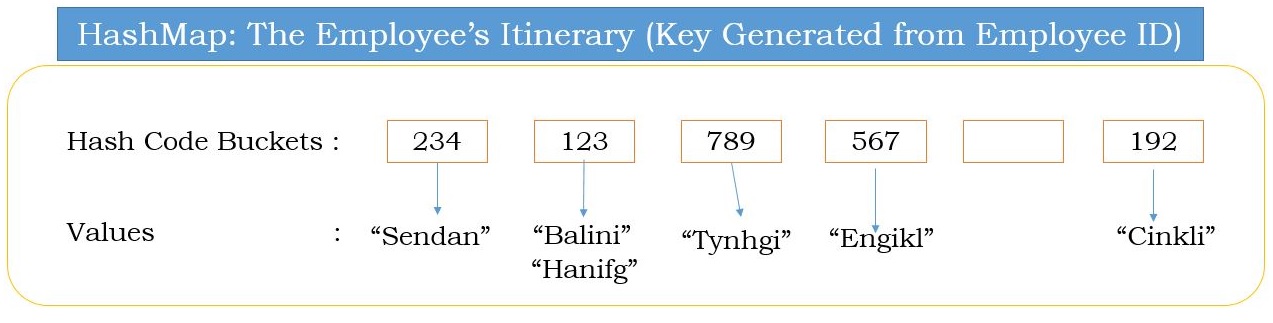 HashMap: The Employee’s Itinerary (Key Generated from Employee ID)
Hash Code Buckets : 234 123 789 567 192
Values : “Sendan” “Balini” “Tynhgi” “Engikl” “Cinkli”
“Hanifg”